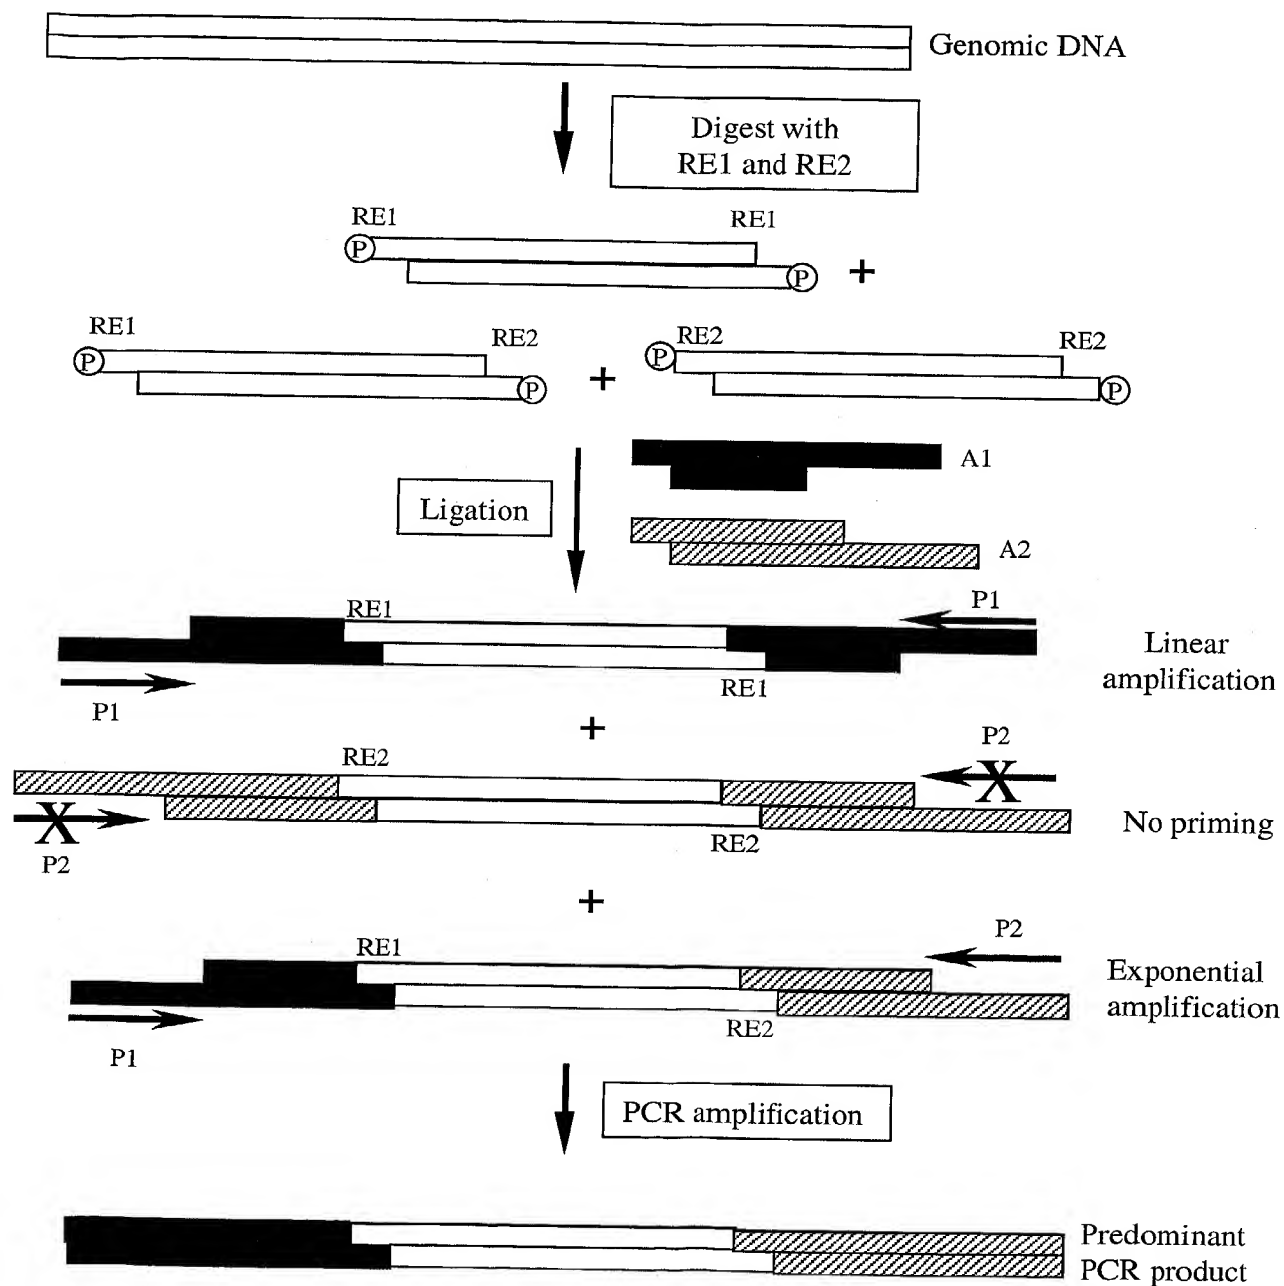 Genomic DNA
Digest with
RE1 and RE2
RE1
RE1
P
P
+
RE1
RE2
P
P
+
RE2
RE2
P
P
A1
Ligation
A2
RE1
P1
Linear
amplification
RE1
P1
+
RE2
P2
X
X
No priming
RE2
P2
+
RE1
P2
Exponential
amplification
RE2
P1
PCR amplification
Predominant
PCR product